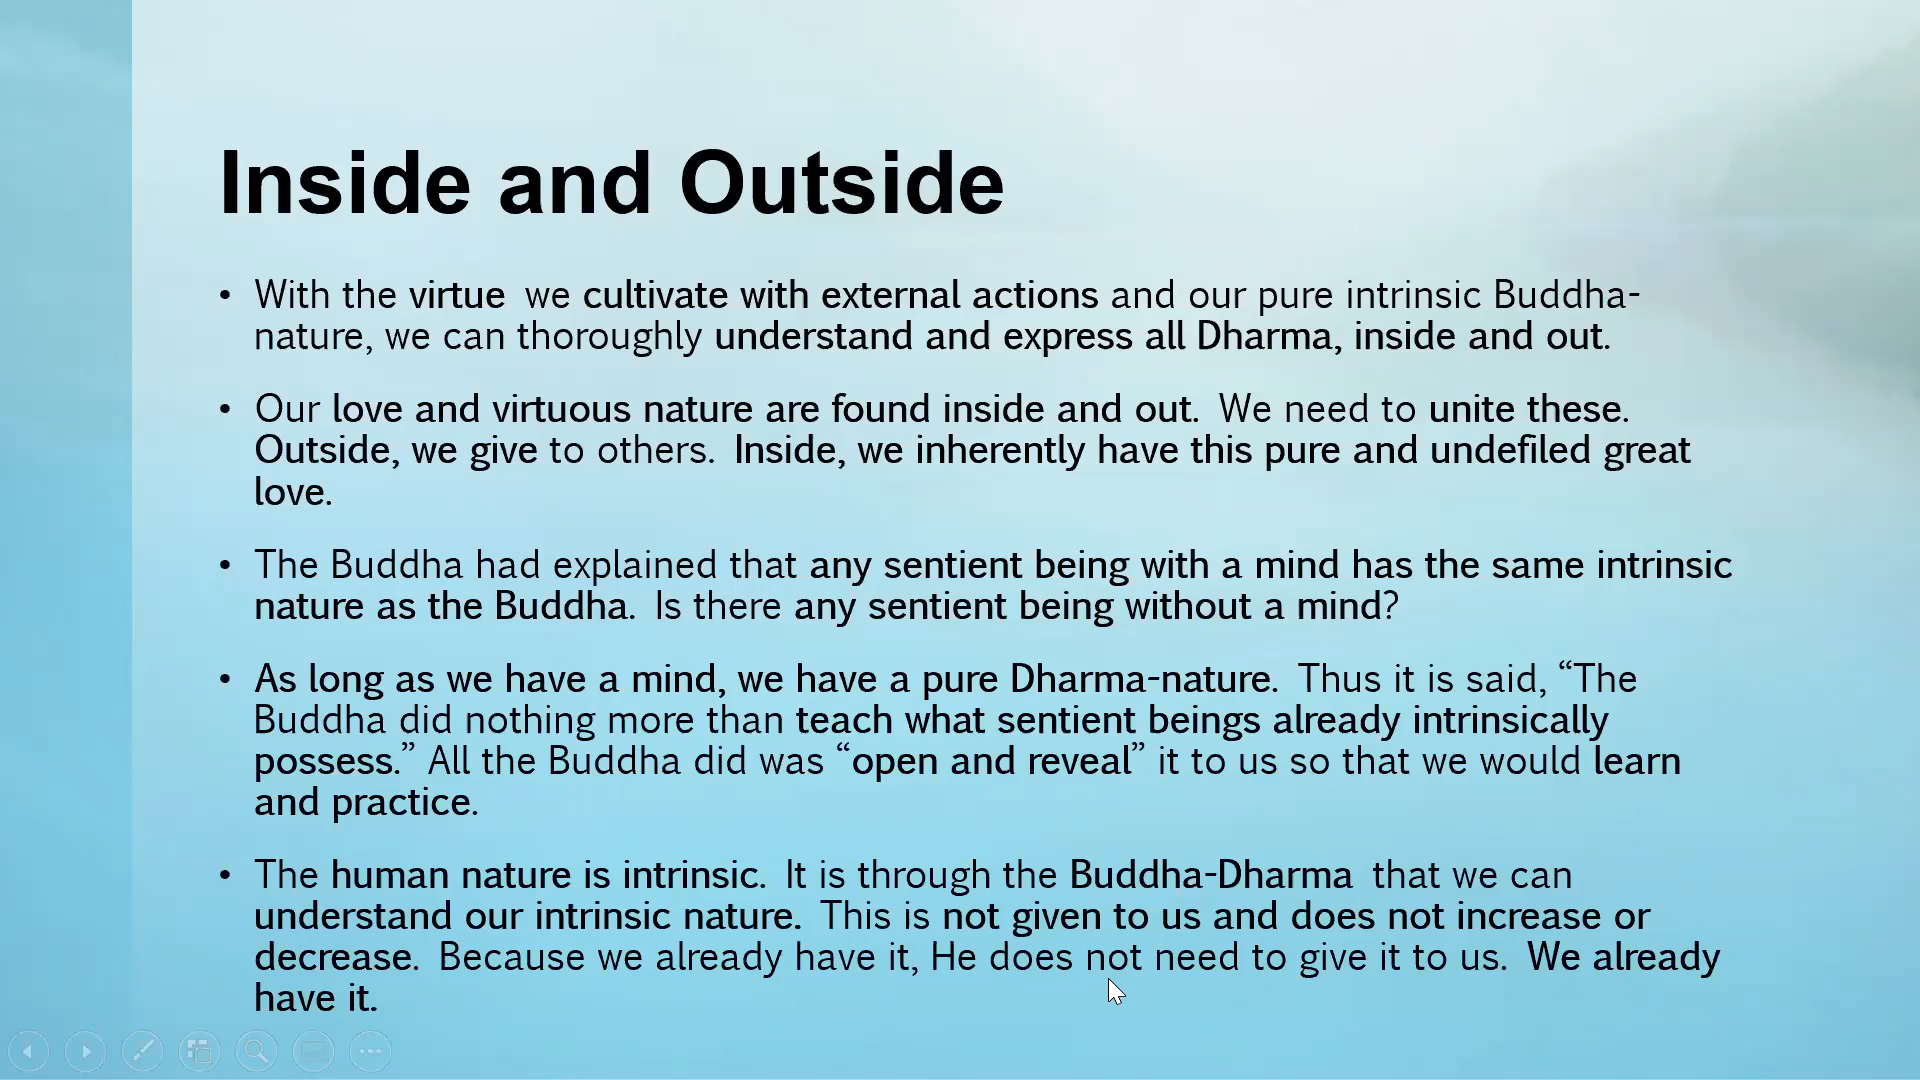 Inside and Outside
• With the virtue we cultivate with external actions and our pure intrinsic Buddha-
nature, we can thoroughly understand and express all Dharma, inside and out.
• Our love and virtuous nature are found inside and out. We need to unite these.
Outside, we give to others. Inside, we inherently have this pure and undefiled great
love.
• The Buddha had explained that any sentient being with a mind has the same intrinsic
nature as the Buddha. Is there any sentient being without a mind?
• As long as we have a mind, we have a pure Dharma-nature. Thus it is said, “The
Buddha did nothing more than teach what sentient beings already intrinsically
possess.” All the Buddha did was “open and reveal” it to us so that we would learn
and practice.
• The human nature is intrinsic. It is through the Buddha-Dharma that we can
understand our intrinsic nature. This is not given to us and does not increase or
decrease. Because we already have it, He does not need to give it to us. We already
have it.